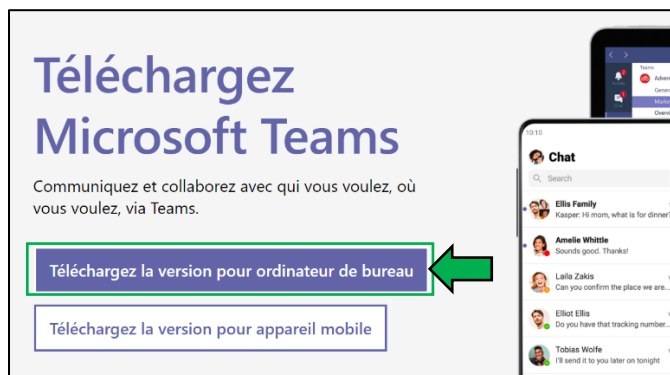 Téléchargez
Microsoft Teams
Communiquez et collaborez avec qui vous voulez, où
vous voulez, via Teams.
Téléchargez la version pour ordinateur de bureau
Téléchargez la version pour appareil mobile
Teams
10:10
Chat
Search
Ellis Family
Kasper: Hi mom, what is for dinner?
Amelie Whittle
Sounds good. Thanks!
Laila Zakis
Can you confirm the place we are...
Elliot Ellis
Do you have that tracking number...
Tobias Wolfe
I'll send it to you later on tonight